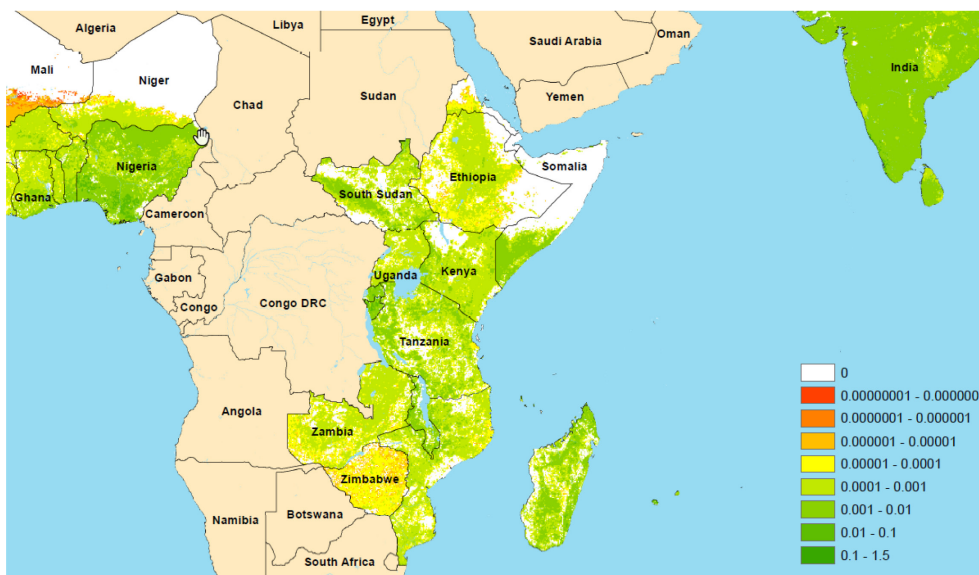 Algeria
Libya
Egypt
Oman
Saudi Arabia
Mali
Niger
India
Chad
Sudan
Yemen
Somalia
Nigeria
Ethiopia
Ghana
South Sudan
Cameroon
Uganda
Kenya
Gabon
Congo
Congo DRC
Tanzania
Angola
Zambia
Zimbabwe
Botswana
Namibia
South Africa
0
0.00000001 - 0.000000
0.0000001 - 0.000001
0.000001 - 0.00001
0.00001 - 0.0001
0.0001 - 0.001
0.001 - 0.01
0.01 - 0.1
0.1 - 1.5